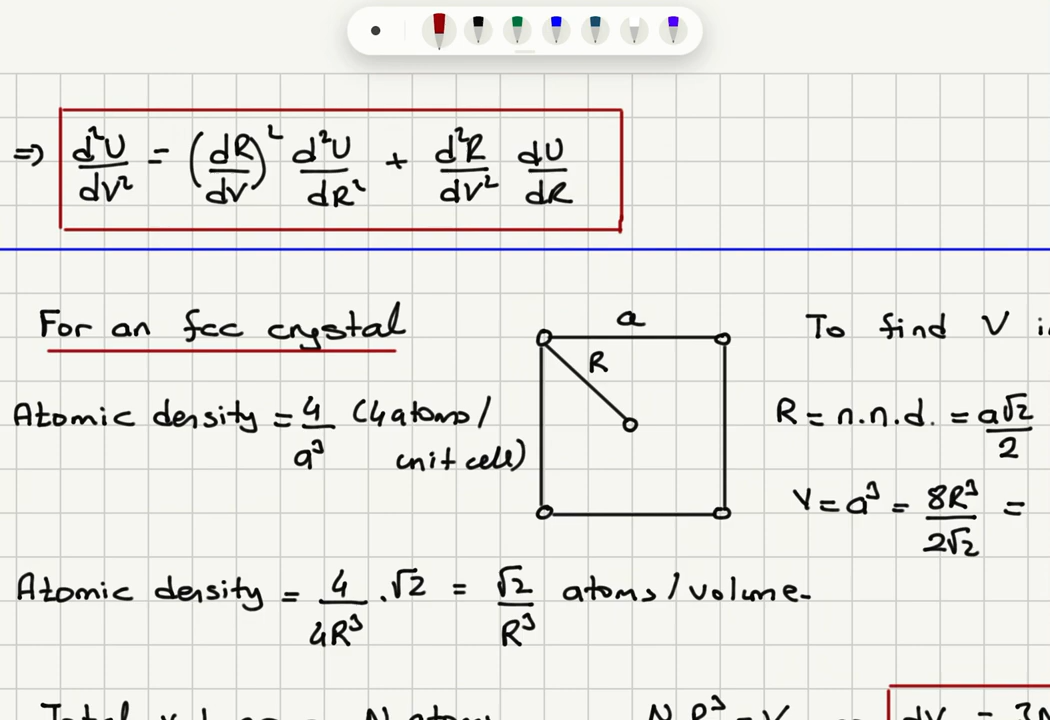 ⇒ d²U/dV² = (dR/dV)² d²U/dR² + d²R/dV² dU/dR
For an fcc crystal
a
R
To find V
Atomic density = 4/a³ (4 atoms/
unit cell)
R = n.n.d. = a√2/2
V = a³ = 8R³/2√2 =
Atomic density = 4/4R³ .√2 = √2/R³ atoms/volume.